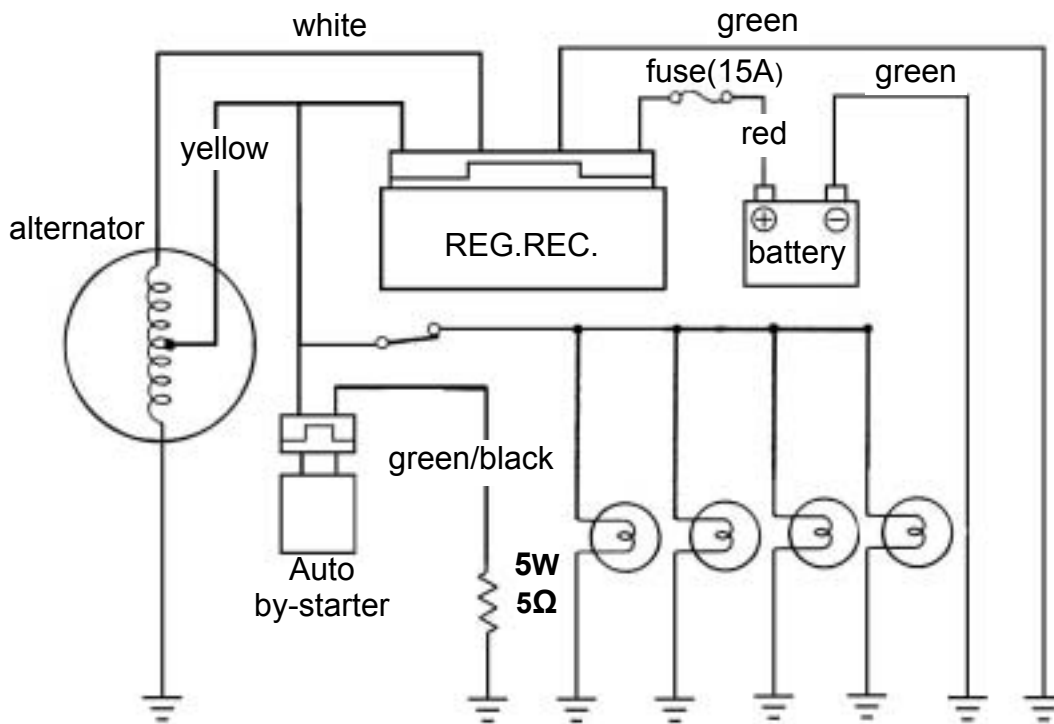 white
green
fuse(15A)
green
yellow
red
alternator
REG.REC.
battery
green/black
Auto
by-starter
5W
5Ω